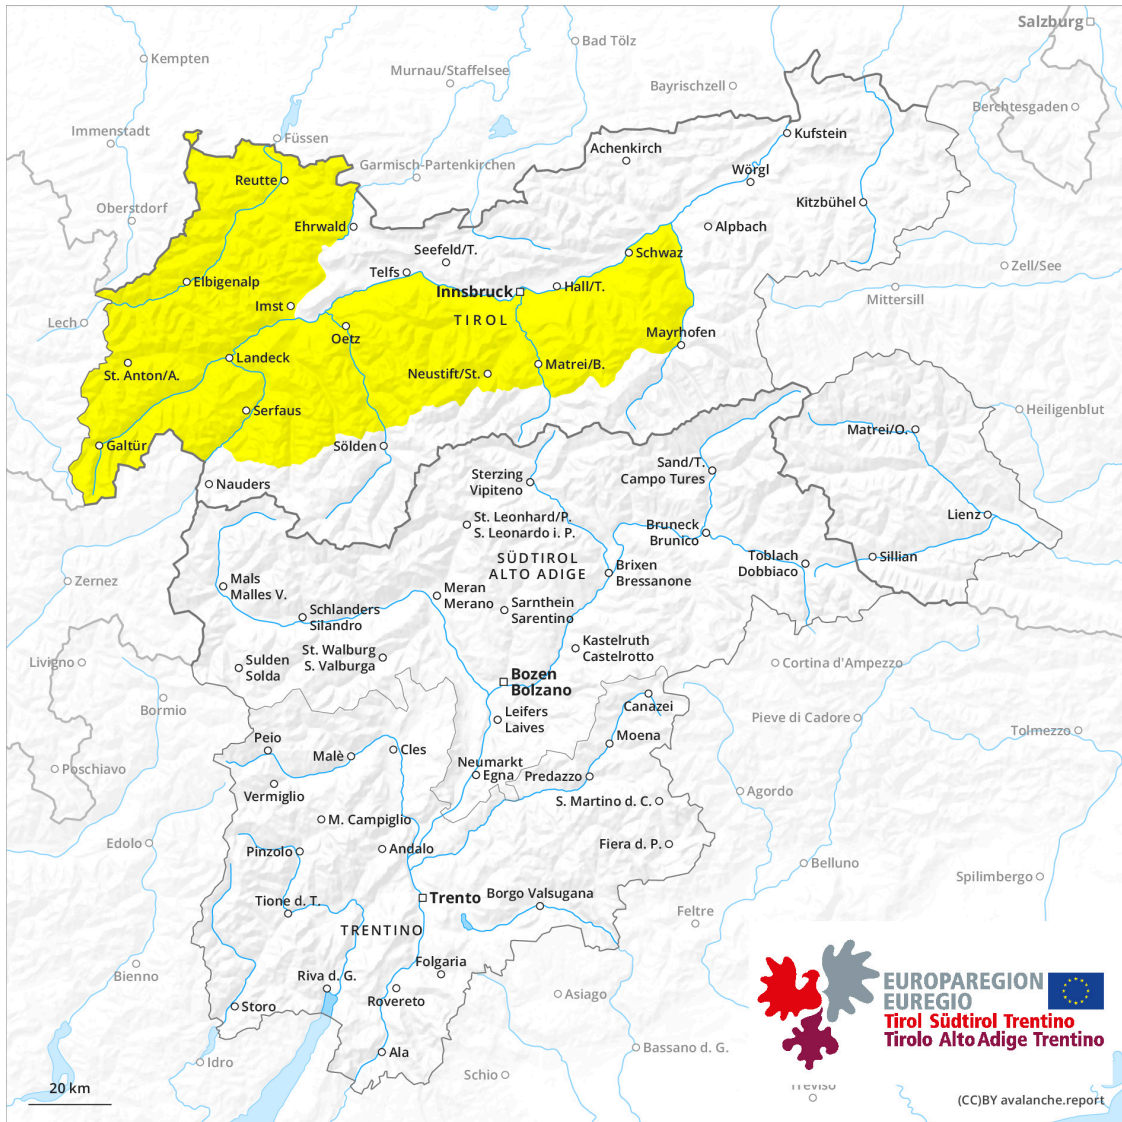 Salzburg
Bad Tölz
Kempten
Murnau/Staffelsee
Bayrischzell
Berchtesgaden
Immenstadt
Füssen
Kufstein
Achenkirch
Garmisch-Partenkirchen
Wörgl
Reutte
Kitzbühel
Oberstdorf
Ehrwald
Alpbach
Seefeld/T.
Schwaz
Telfs
Zell/See
Elbigenalp
Hall/T.
Innsbruck
Mittersill
Imst
TIROL
Lech
Mayrhofen
Oetz
Landeck
Matrei/B.
St. Anton/A.
Neustift/St.
Serfaus
Heiligenblut
Matrei/O.
Galtür
Sölden
Sand/T.
Campo Tures
Sterzing
Vipiteno
Nauders
St. Leonhard/P.
S. Leonardo i. P.
Lienz
Bruneck
Brunico
SÜDTIROL
ALTO ADIGE
Toblach
Dobbiaco
Sillian
Brixen
Bressanone
Zernez
Mals
Malles V.
Meran
Merano
Sarnthein
Sarentino
Schlanders
Silandro
Kastelruth
Castelrotto
St. Walburg
S. Valburga
Livigno
Sulden
Solda
Cortina d'Ampezzo
Bozen
Bolzano
Bormio
Canazei
Leifers
Laives
Pieve di Cadore
Tolmezzo
Peio
Moena
Malè
Cles
Neumarkt
Egna
Predazzo
Poschiavo
Vermiglio
Agordo
S. Martino d. C.
M. Campiglio
Edolo
Pinzolo
Andalo
Fiera d. P.
Belluno
Spilimbergo
Tione d. T.
Trento
Borgo Valsugana
Feltre
TRENTINO
Folgaria
Bienno
Riva d. G.
Rovereto
Asiago
Storo
EUROPAREGION
EUREGIO
Tirol Südtirol Trentino
Tirolo Alto Adige Trentino
Ala
Idro
Bassano d. G.
Schio
Treviso
20 km
(CC)BY avalanche.report